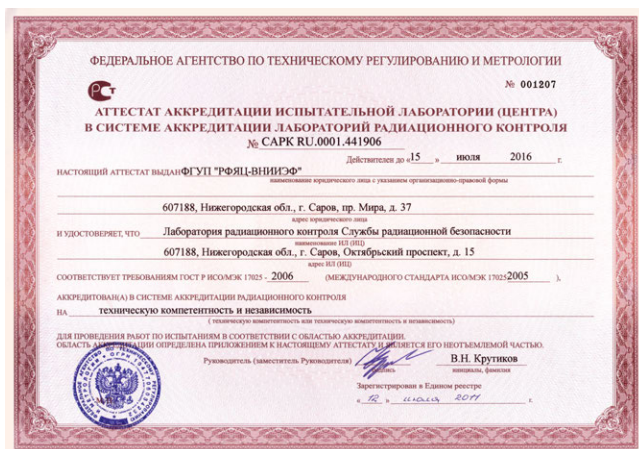 ФЕДЕРАЛЬНОЕ АГЕНТСТВО ПО ТЕХНИЧЕСКОМУ РЕГУЛИРОВАНИЮ И МЕТРОЛОГИИ
№ 001207
АТТЕСТАТ АККРЕДИТАЦИИ ИСПЫТАТЕЛЬНОЙ ЛАБОРАТОРИИ (ЦЕНТРА)
В СИСТЕМЕ АККРЕДИТАЦИИ ЛАБОРАТОРИЙ РАДИАЦИОННОГО КОНТРОЛЯ
№ САРК RU.0001.441906
Действителен до «15 » июля 2016 г.
НАСТОЯЩИЙ АТТЕСТАТ ВЫДАН ФГУП "РФЯЦ-ВНИИЭФ"
наименование юридического лица с указанием организационно-правовой формы
607188, Нижегородская обл., г. Саров, пр. Мира, д. 37
адрес юридического лица
И УДОСТОВЕРЯЕТ, ЧТО Лаборатория радиационного контроля Службы радиационной безопасности
наименование ИЛ (ИЦ)
607188, Нижегородская обл., г. Саров, Октябрьский проспект, д. 15
адрес ИЛ (ИЦ)
СООТВЕТСТВУЕТ ТРЕБОВАНИЯМ ГОСТ Р ИСО/МЭК 17025 - 2006 (МЕЖДУНАРОДНОГО СТАНДАРТА ИСО/МЭК 17025 2005 ),
АККРЕДИТОВАН(А) В СИСТЕМЕ АККРЕДИТАЦИИ РАДИАЦИОННОГО КОНТРОЛЯ
НА техническую компетентность и независимость
( техническую компетентность или техническую компетентность и независимость)
ДЛЯ ПРОВЕДЕНИЯ РАБОТ ПО ИСПЫТАНИЯМ В СООТВЕТСТВИИ С ОБЛАСТЬЮ АККРЕДИТАЦИИ.
ОБЛАСТЬ АККРЕДИТАЦИИ ОПРЕДЕЛЕНА ПРИЛОЖЕНИЕМ К НАСТОЯЩЕМУ АТТЕСТАТУ И ЯВЛЯЕТСЯ ЕГО НЕОТЪЕМЛЕМОЙ ЧАСТЬЮ.
Руководитель (заместитель Руководителя) В.Н. Крутиков
подпись инициалы, фамилия
Зарегистрирован в Едином реестре
« 12 » июля 2011 г.